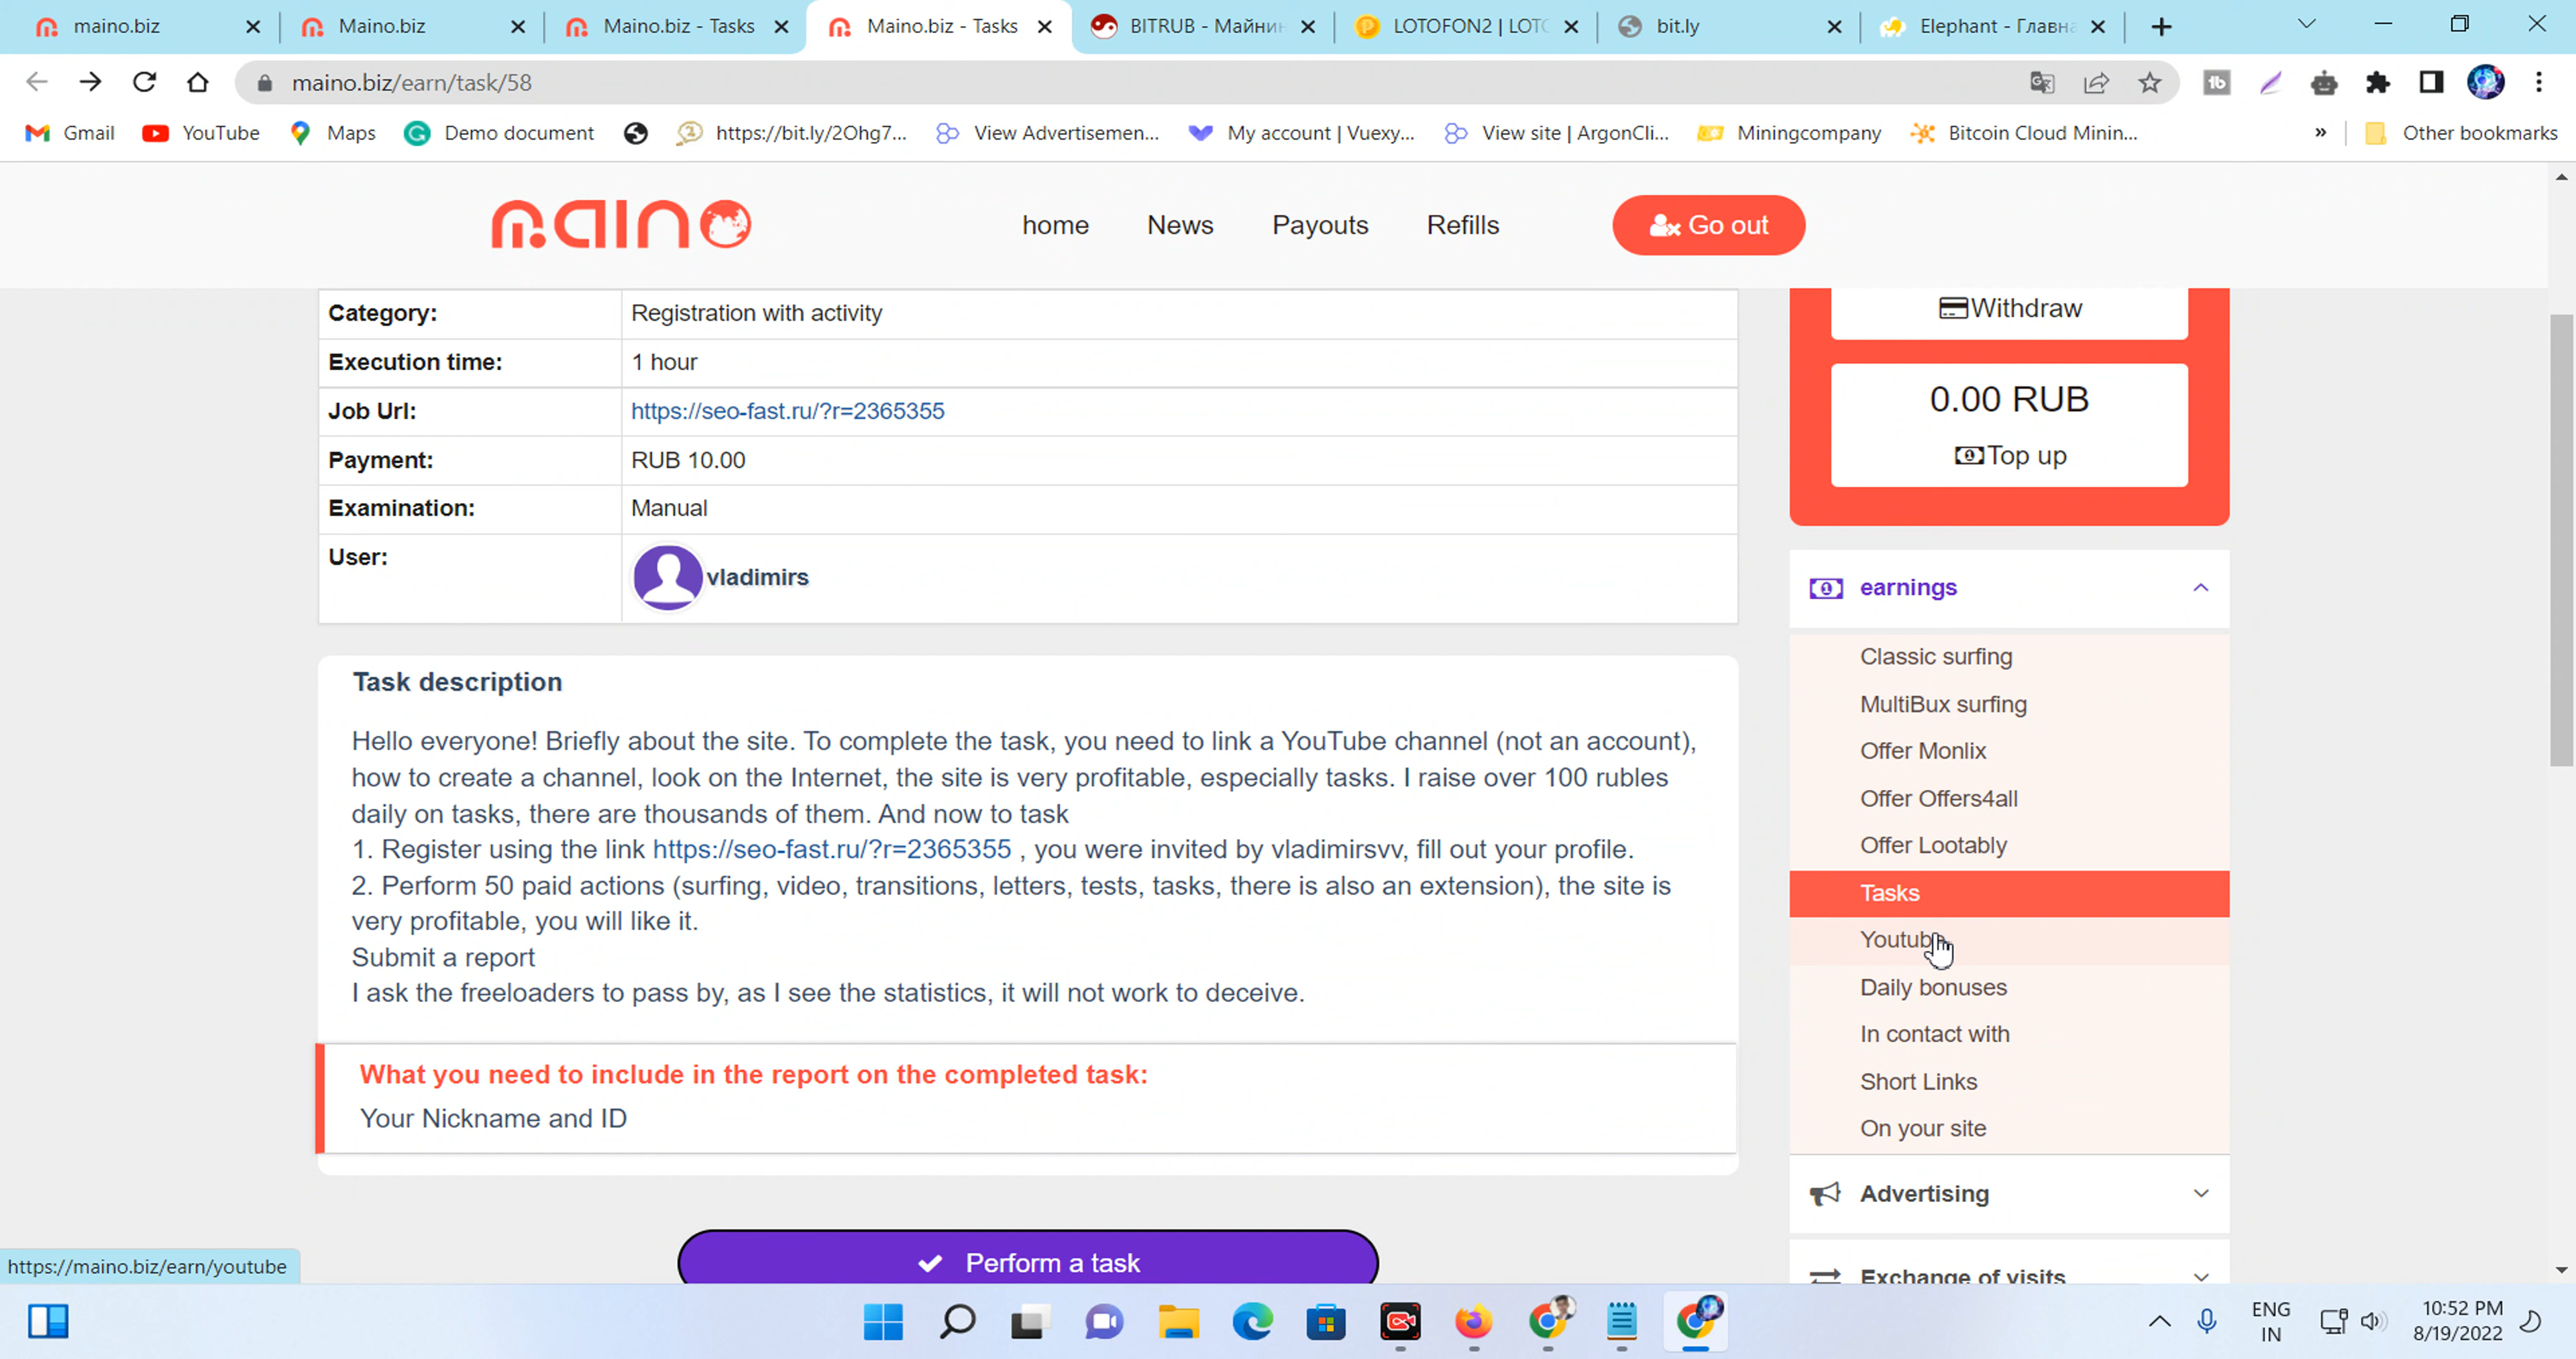 maino.biz
Maino.biz
Maino.biz - Tasks
Maino.biz - Tasks
BITRUB - Майнин
LOTOFON2 | LOTO
bit.ly
Elephant - Главна
maino.biz/earn/task/58
Gmail
YouTube
Maps
Demo document
https://bit.ly/2Ohg7...
View Advertisemen...
My account | Vuexy...
View site | ArgonCli...
Miningcompany
Bitcoin Cloud Minin...
»
Other bookmarks
maino
home
News
Payouts
Refills
Go out
Category: Registration with activity
Execution time: 1 hour
Job Url: https://seo-fast.ru/?r=2365355
Payment: RUB 10.00
Examination: Manual
User: vladimirs
Task description
Hello everyone! Briefly about the site. To complete the task, you need to link a YouTube channel (not an account),
how to create a channel, look on the Internet, the site is very profitable, especially tasks. I raise over 100 rubles
daily on tasks, there are thousands of them. And now to task
1. Register using the link https://seo-fast.ru/?r=2365355 , you were invited by vladimirsvv, fill out your profile.
2. Perform 50 paid actions (surfing, video, transitions, letters, tests, tasks, there is also an extension), the site is
very profitable, you will like it.
Submit a report
I ask the freeloaders to pass by, as I see the statistics, it will not work to deceive.
What you need to include in the report on the completed task:
Your Nickname and ID
Perform a task
Withdraw
0.00 RUB
Top up
earnings
Classic surfing
MultiBux surfing
Offer Monlix
Offer Offers4all
Offer Lootably
Tasks
Youtube
Daily bonuses
In contact with
Short Links
On your site
Advertising
Exchange of visits
https://maino.biz/earn/youtube
ENG
IN
10:52 PM
8/19/2022